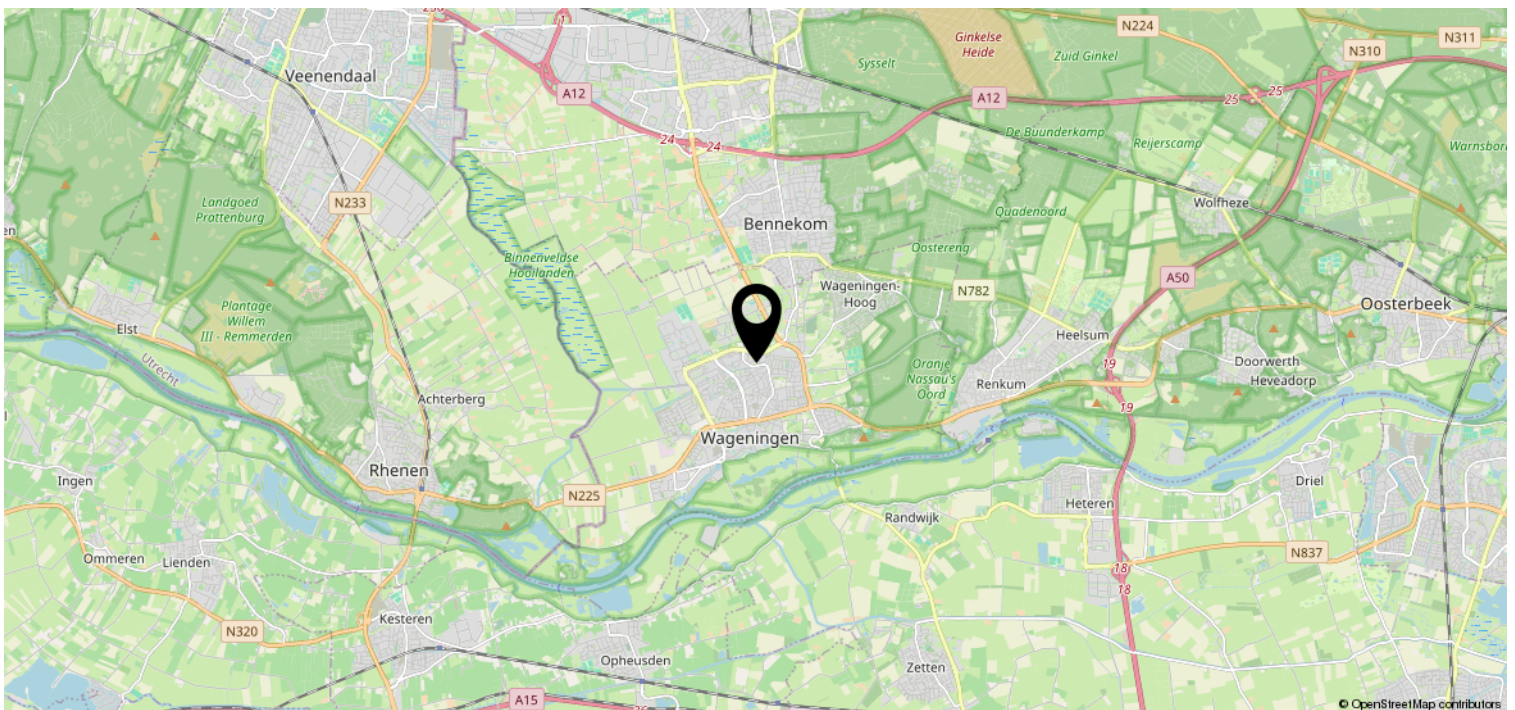 1
N224
N311
Ginkelse
Heide
N310
Sysselt
Zuid Ginkel
Veenendaal
A12
A12
25
25
De Buunderkamp
24
24
Reijerscamp
Landgoed
Prattenburg
N233
Wolfheze
Quadenoord
Bennekom
Oostereng
Binnenveldse
Hooilanden
A50
Wageningen-
Hoog
N782
Plantage
Willem
III - Remmerden
Oosterbeek
Elst
Heelsum
Utrecht
19
Oranje
Nassau's
Oord
Doorwerth
Heveadorp
Renkum
Achterberg
19
Wageningen
Rhenen
Ingen
Driel
N225
Heteren
Randwijk
N837
Ommeren
Lienden
18
18
Kesteren
N320
Opheusden
Zetten
A15
© OpenStreetMap contributors